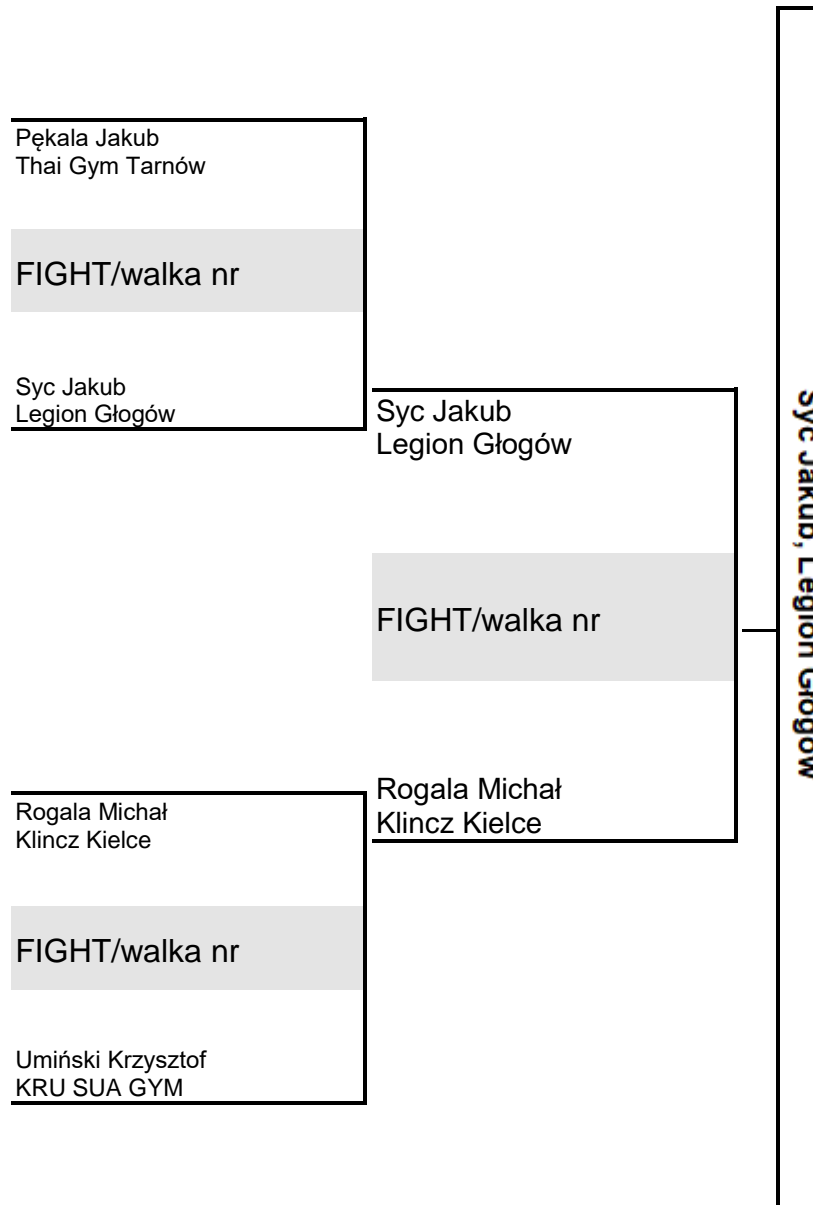 Pękala Jakub
Thai Gym Tarnów
FIGHT/walka nr
Syc Jakub
Legion Głogów
Syc Jakub
Legion Głogów
FIGHT/walka nr
Rogala Michał
Klincz Kielce
Rogala Michał
Klincz Kielce
FIGHT/walka nr
Umiński Krzysztof
KRU SUA GYM
Syc Jakub, Legion Głogów